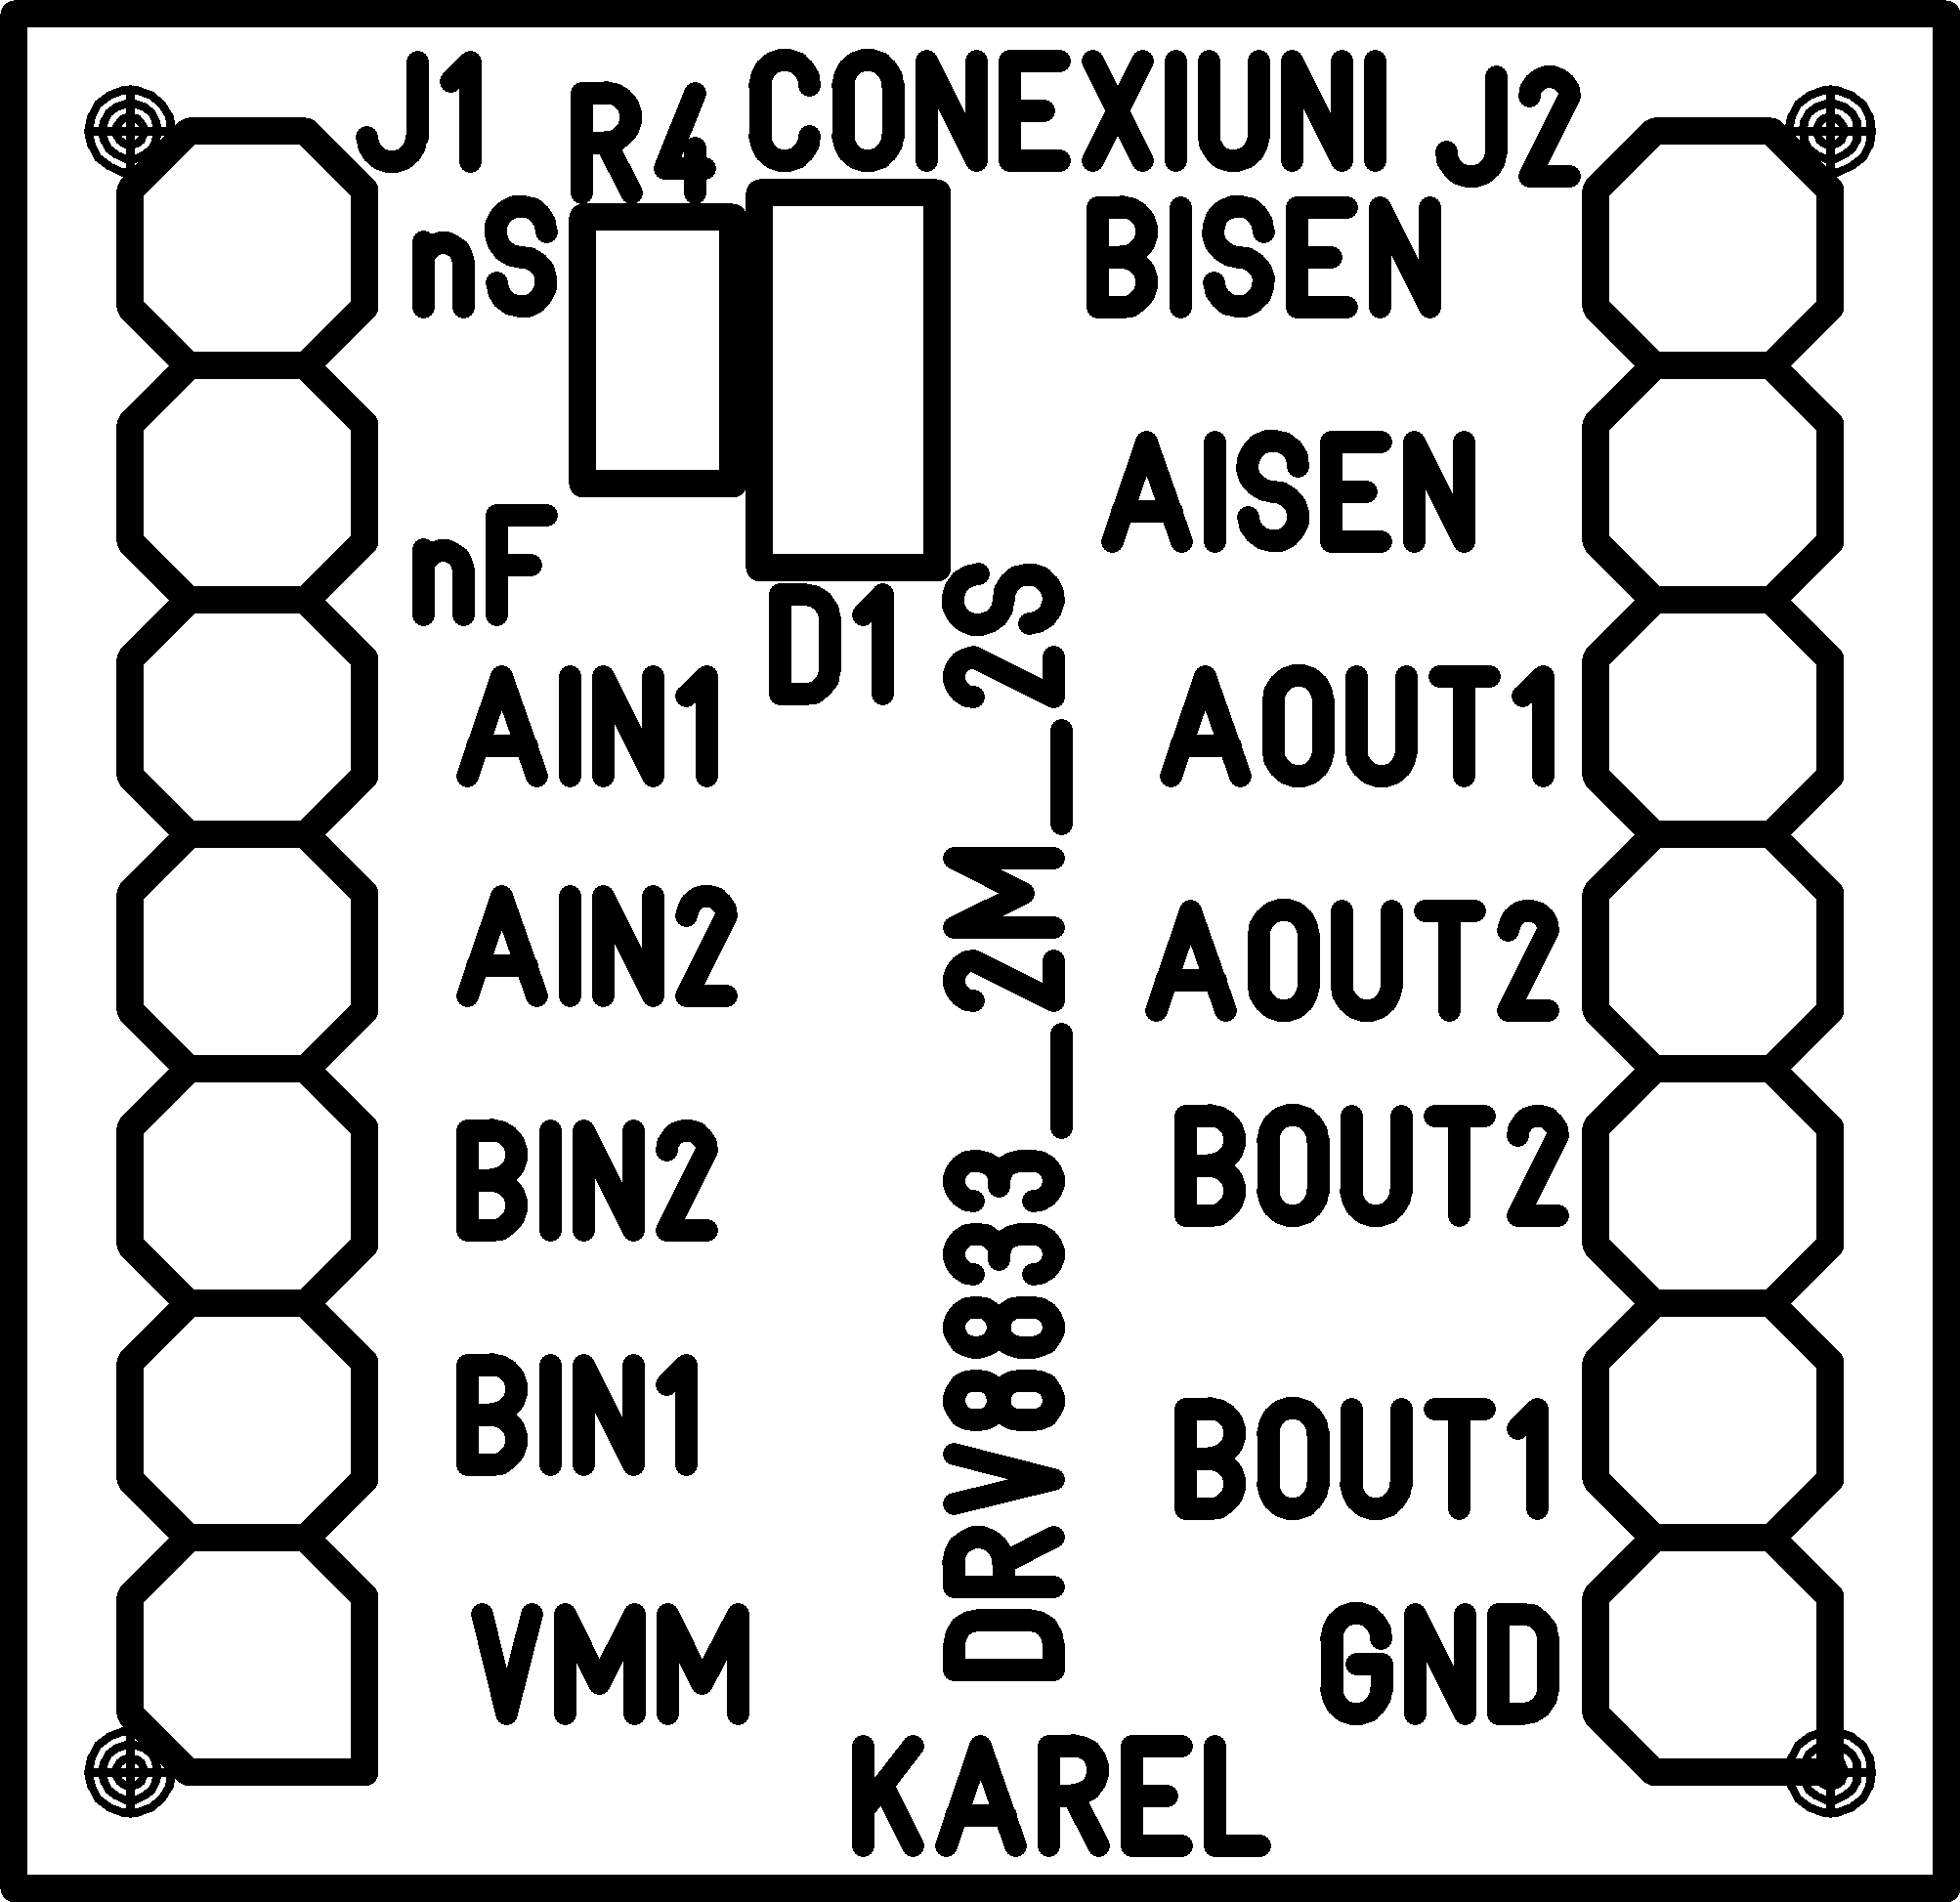 J1 R4 CONEXIUNI J2
nS BISEN
AISEN
nF
D1
AIN1 AOUT1
AIN2 AOUT2
BIN2 BOUT2
BIN1 BOUT1
VMM GND
DRV8833_2M_2S
KAREL